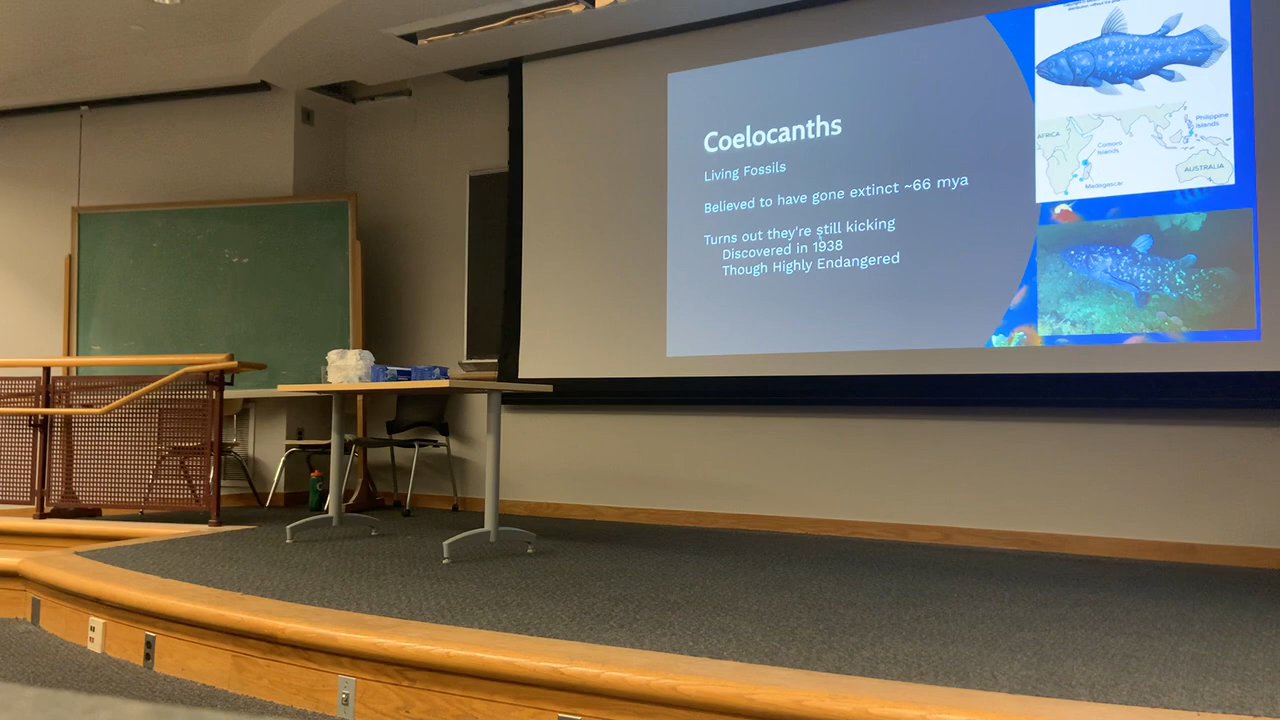 Coelocanths
Living Fossils
Believed to have gone extinct ~66 mya
Turns out they're still kicking
Discovered in 1938
Though Highly Endangered
AFRICA
Comoro
Islands
Madagascar
Philippine
Islands
AUSTRALIA